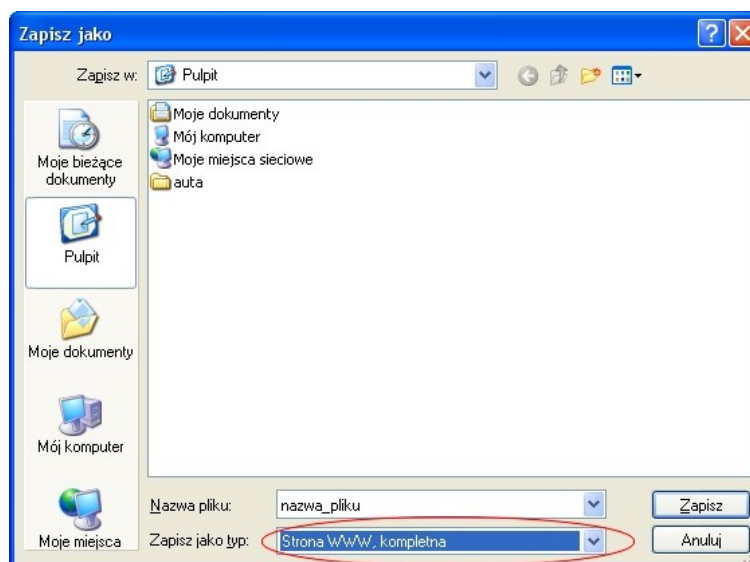 Zapisz jako
Zapisz w:
Pulpit
Moje bieżące
dokumenty
Pulpit
Moje dokumenty
Mój komputer
Moje miejsca
Moje dokumenty
Mój komputer
Moje miejsca sieciowe
auta
Nazwa pliku:
nazwa_pliku
Zapisz
Zapisz jako typ:
Strona WWW, kompletna
Anuluj